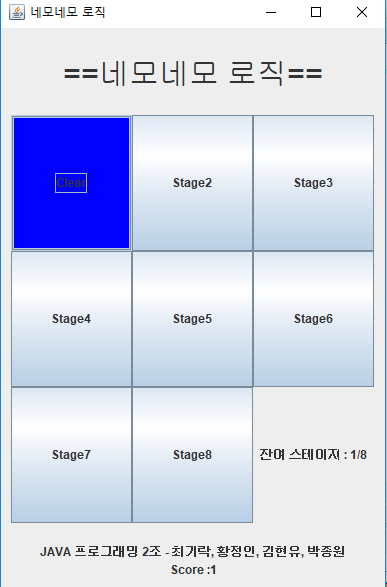 네모네모 로직
==네모네모 로직==
Clear
Stage2
Stage3
Stage4
Stage5
Stage6
Stage7
Stage8
잔여 스테이지 : 1/8
JAVA 프로그래밍 2조 - 최기락, 황정인, 김현유, 박종원
Score :1